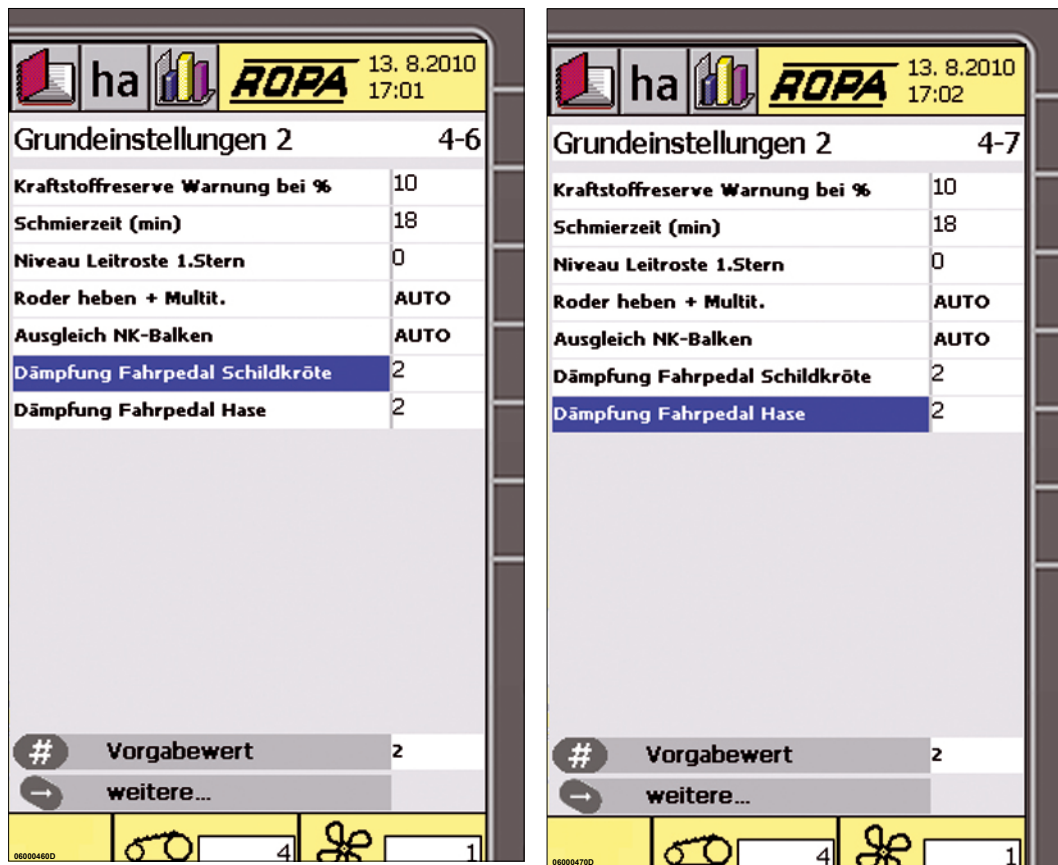 ha
ROPA
13. 8.2010
17:01
Grundeinstellungen 2 4-6
Kraftstoffreserve Warnung bei % 10
Schmierzeit (min) 18
Niveau Leitroste 1.Stern 0
Roder heben + Multit. AUTO
Ausgleich NK-Balken AUTO
Dämpfung Fahrpedal Schildkröte 2
Dämpfung Fahrpedal Hase 2
# Vorgabewert 2
→ weitere...
4 1
06000460D
ha
ROPA
13. 8.2010
17:02
Grundeinstellungen 2 4-7
Kraftstoffreserve Warnung bei % 10
Schmierzeit (min) 18
Niveau Leitroste 1.Stern 0
Roder heben + Multit. AUTO
Ausgleich NK-Balken AUTO
Dämpfung Fahrpedal Schildkröte 2
Dämpfung Fahrpedal Hase 2
# Vorgabewert 2
→ weitere...
4 1
06000470D